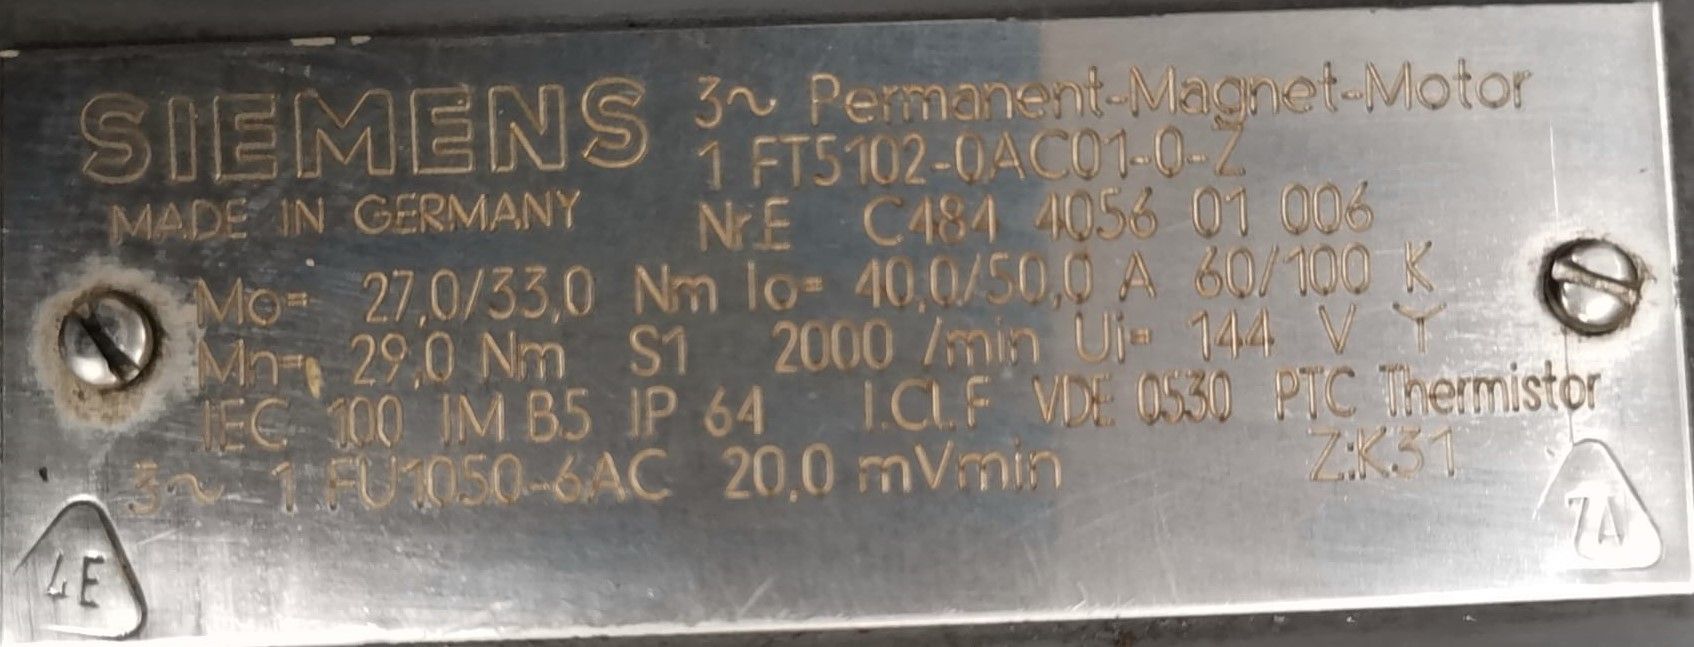 SIEMENS 3~ Permanent-Magnet-Motor
1 FT5102-0AC01-0-Z
MADE IN GERMANY Nr.E C484 4056 01 006
Mo= 27,0/33,0 Nm Io= 40,0/50,0 A 60/100 K
Mn= 29,0 Nm S1 2000 /min Ui= 144 V Y
IEC 100 IM B5 IP 64 I.Cl.F VDE 0530 PTC Thermistor
3~ 1 FU1050-6AC 20,0 mVmin Z:K31
4E 7A